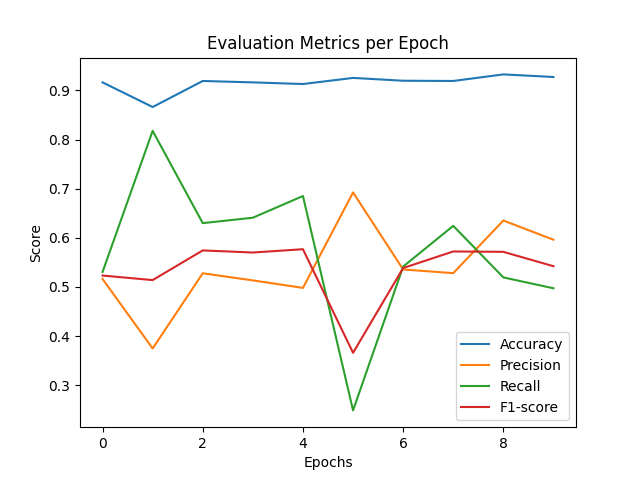 Evaluation Metrics per Epoch
Score
0.9
0.8
0.7
0.6
0.5
0.4
0.3
Accuracy
Precision
Recall
F1-score
0 2 4 6 8
Epochs